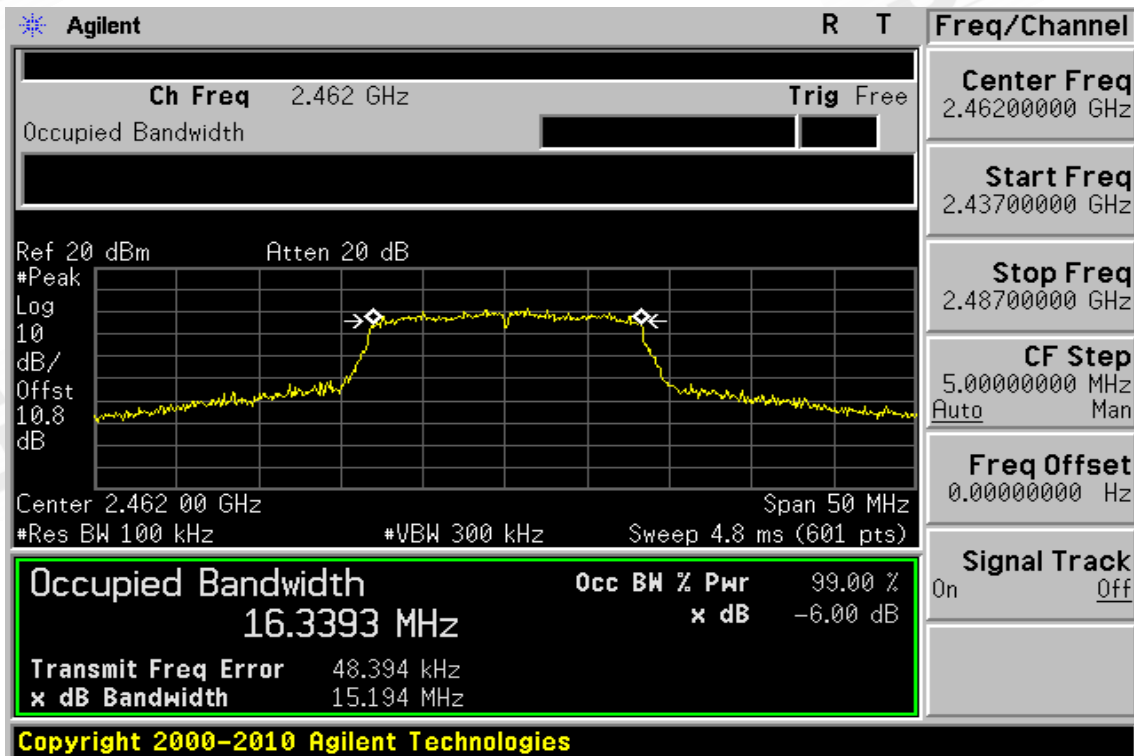 Agilent R T
Ch Freq 2.462 GHz Trig Free
Occupied Bandwidth
Ref 20 dBm Atten 20 dB
#Peak
Log
10
dB/
Offst
10.8
dB
Center 2.462 00 GHz Span 50 MHz
#Res BW 100 kHz #VBW 300 kHz Sweep 4.8 ms (601 pts)
Occupied Bandwidth
16.3393 MHz
Occ BW % Pwr 99.00 %
x dB -6.00 dB
Transmit Freq Error 48.394 kHz
x dB Bandwidth 15.194 MHz
Copyright 2000-2010 Agilent Technologies
Freq/Channel
Center Freq
2.46200000 GHz
Start Freq
2.43700000 GHz
Stop Freq
2.48700000 GHz
CF Step
5.00000000 MHz
Auto Man
Freq Offset
0.00000000 Hz
Signal Track
On Off